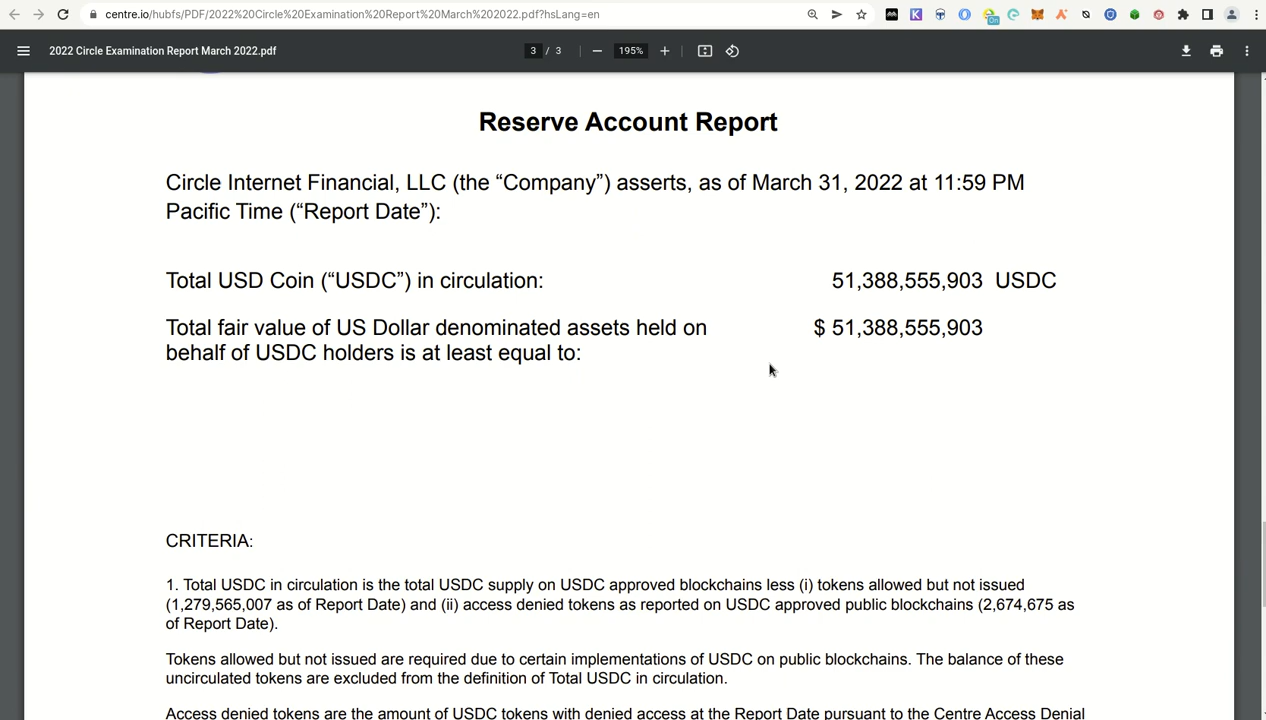 centre.io/hubfs/PDF/2022%20Circle%20Examination%20Report%20March%202022.pdf?hsLang=en
On
2022 Circle Examination Report March 2022.pdf
3 / 3
195%
Reserve Account Report
Circle Internet Financial, LLC (the “Company”) asserts, as of March 31, 2022 at 11:59 PM
Pacific Time (“Report Date”):
Total USD Coin (“USDC”) in circulation: 51,388,555,903 USDC
Total fair value of US Dollar denominated assets held on $ 51,388,555,903
behalf of USDC holders is at least equal to:
CRITERIA:
1. Total USDC in circulation is the total USDC supply on USDC approved blockchains less (i) tokens allowed but not issued
(1,279,565,007 as of Report Date) and (ii) access denied tokens as reported on USDC approved public blockchains (2,674,675 as
of Report Date).
Tokens allowed but not issued are required due to certain implementations of USDC on public blockchains. The balance of these
uncirculated tokens are excluded from the definition of Total USDC in circulation.
Access denied tokens are the amount of USDC tokens with denied access at the Report Date pursuant to the Centre Access Denial